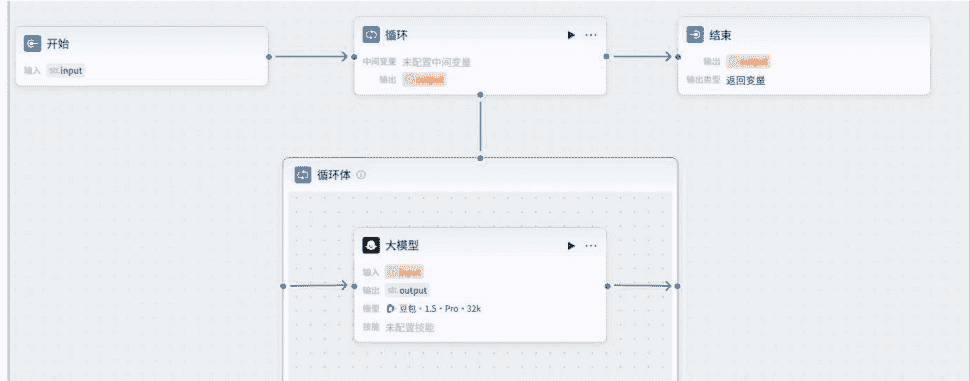 开始
输入 str. input
循环
中间变量 未配置中间变量
输出 output
结束
输出 output
输出类型 返回变量
循环体
大模型
输入 input
输出 str. output
模型 豆包·1.5·Pro·32k
技能 未配置技能